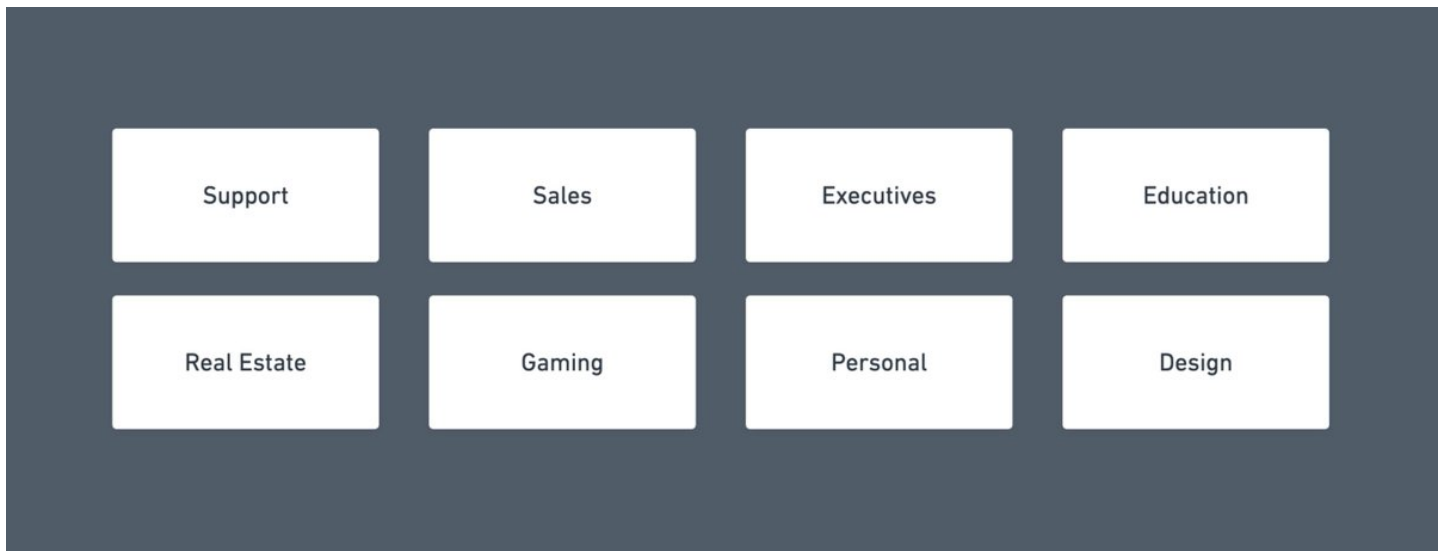 Support
Sales
Executives
Education
Real Estate
Gaming
Personal
Design